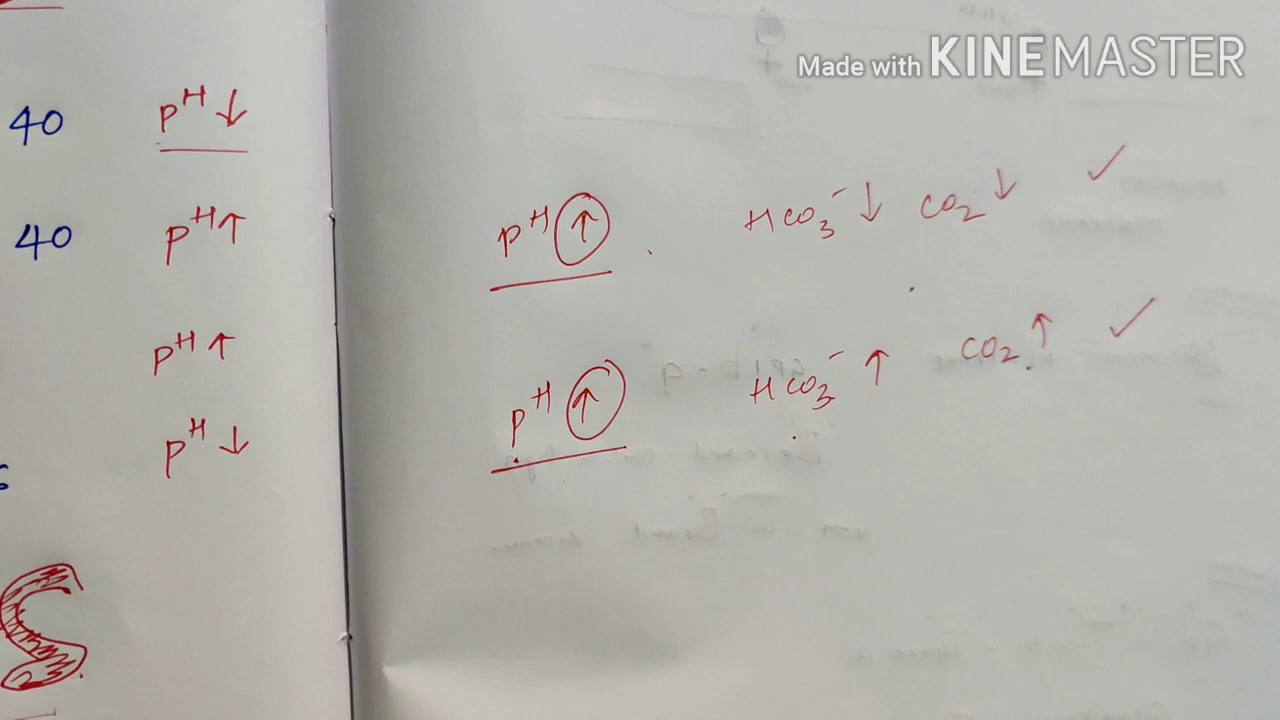 Made with KINEMASTER
40 pH ↓
40 pH ↑
pH ↑
pH ↓
S
pH ↑ HCO3- ↓ CO2 ↓ ✓
pH ↑ HCO3- ↑ CO2 ↑ ✓